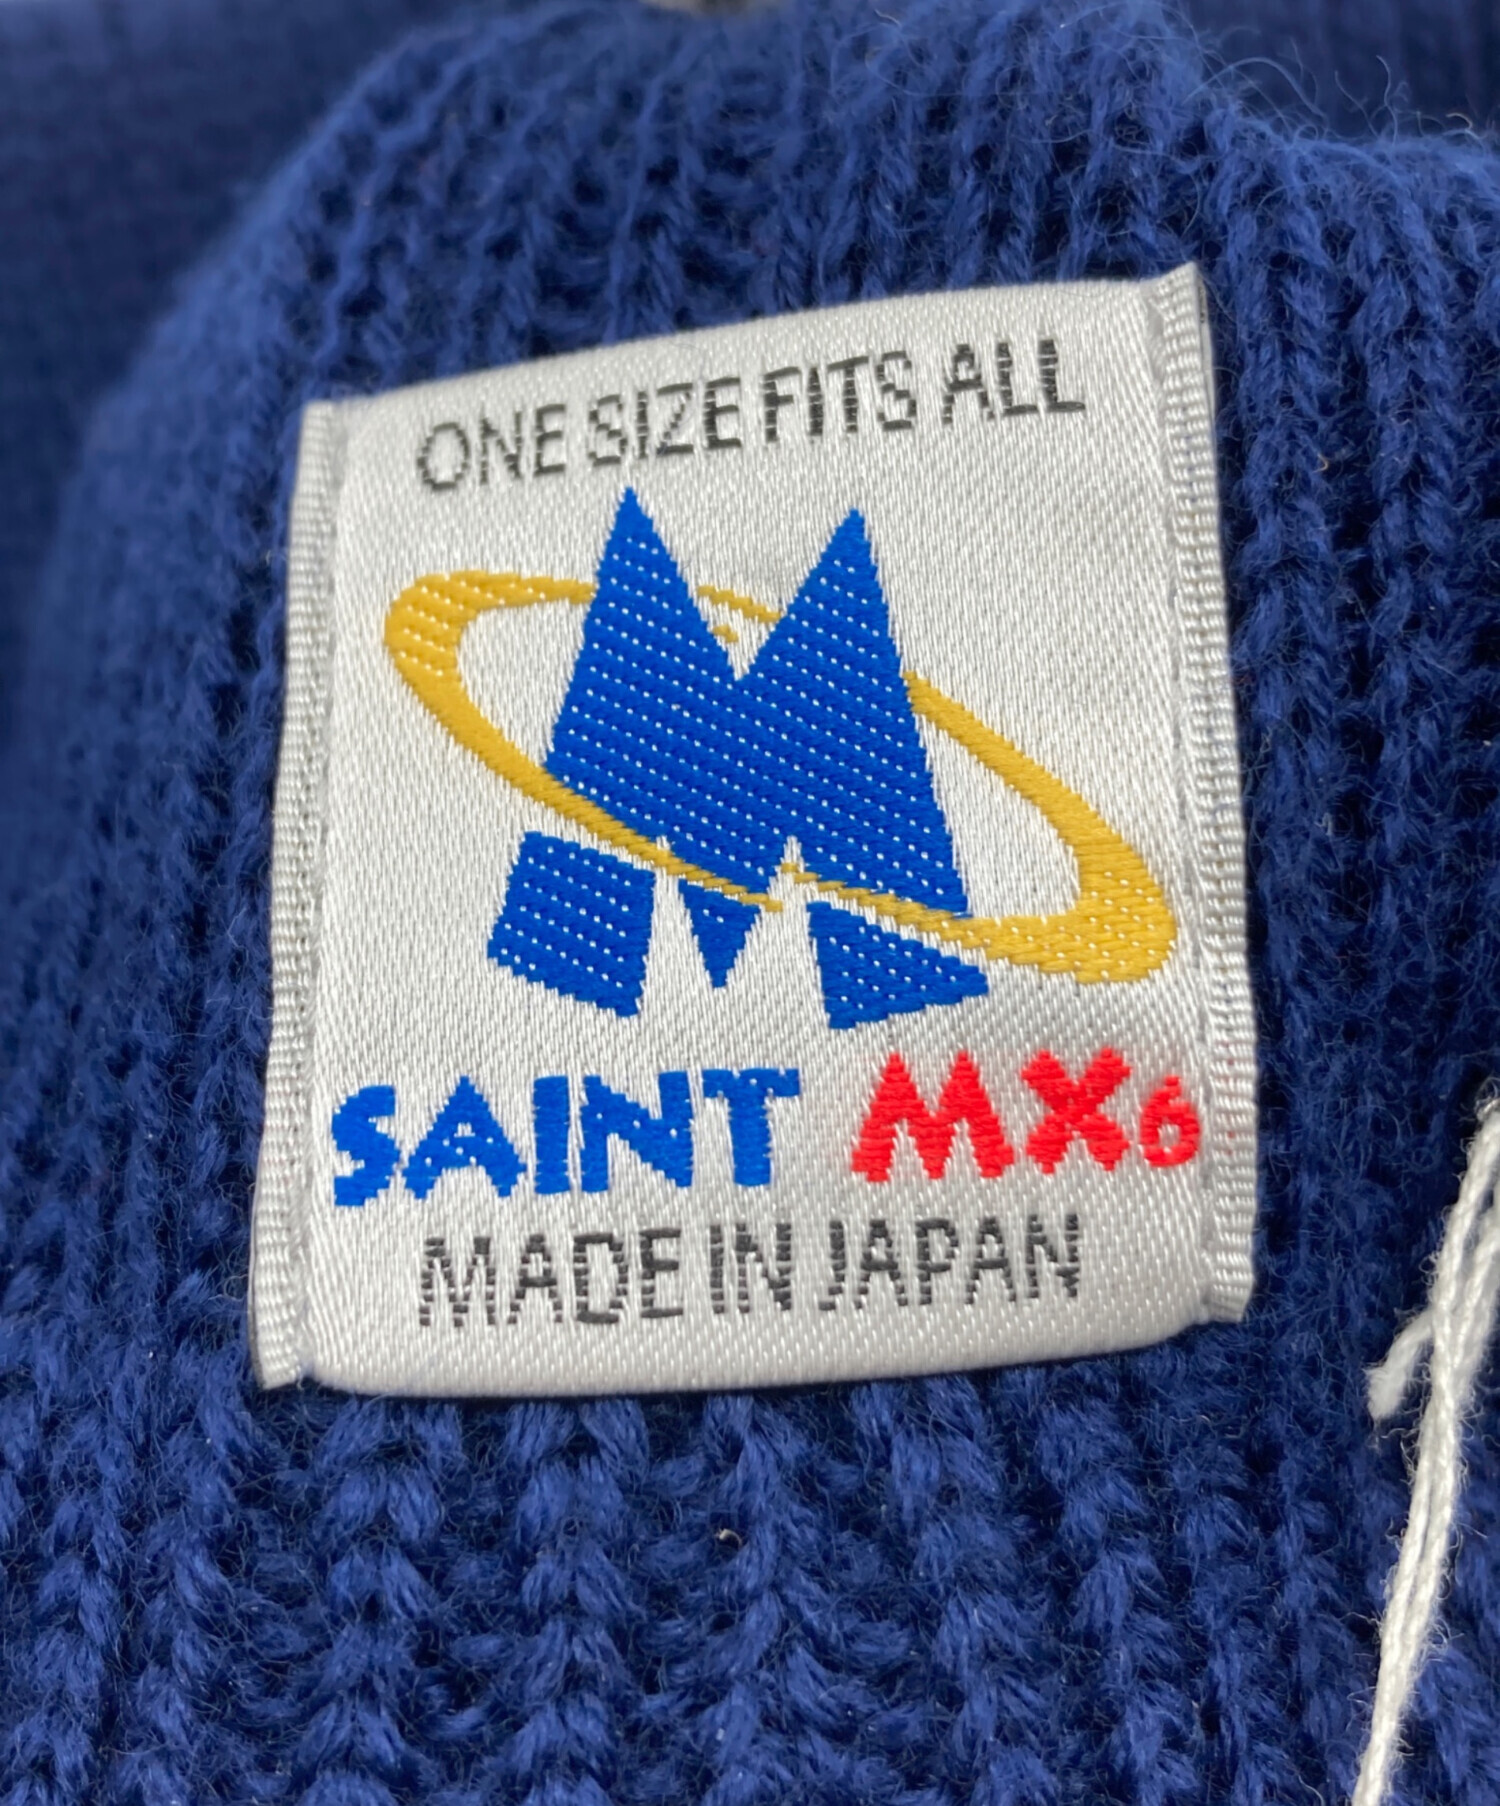 ONE SIZE FITS ALL
M
SAINT MX6
MADE IN JAPAN